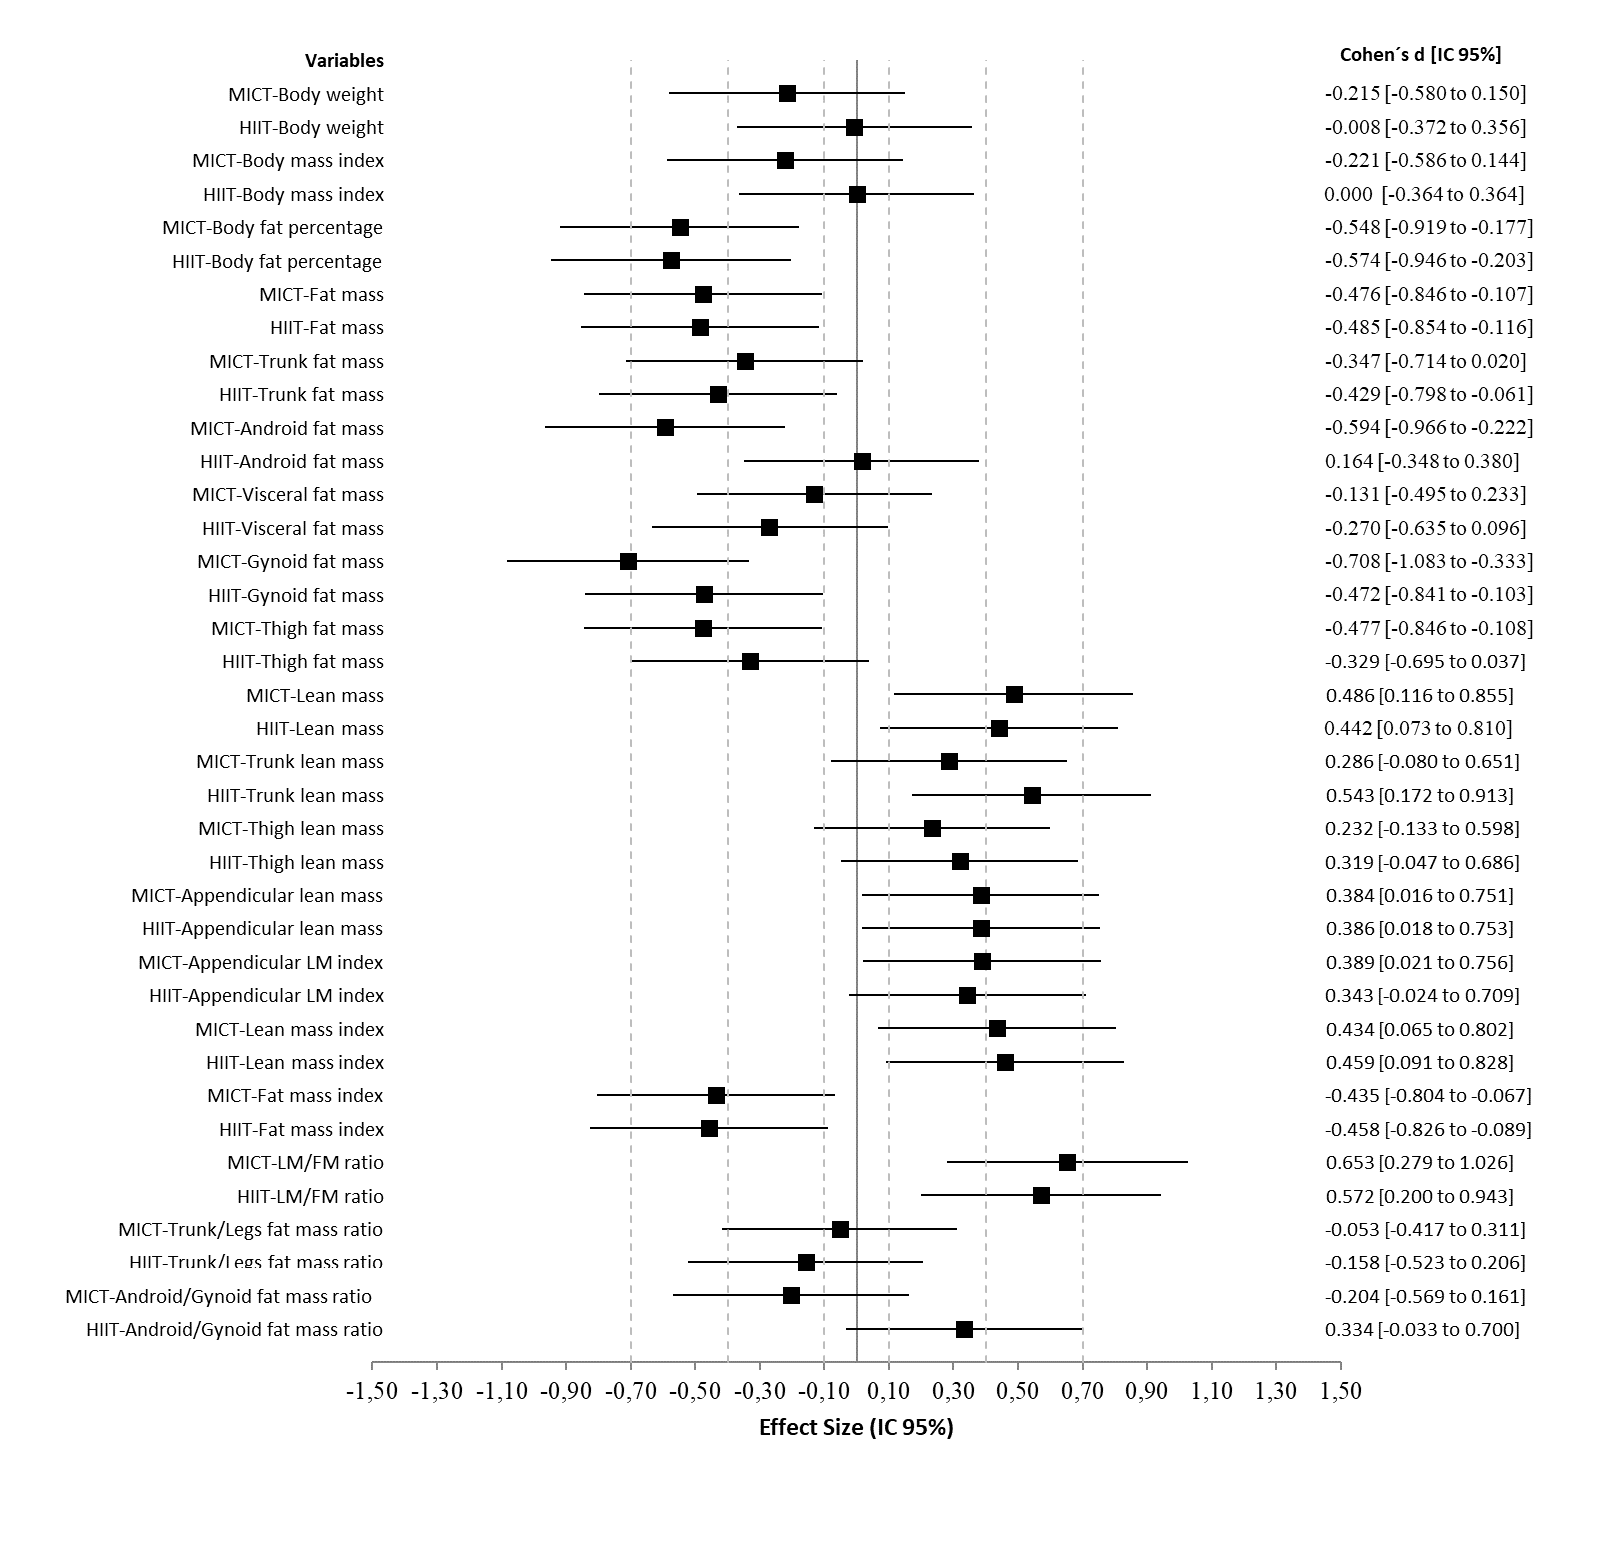 Variables Cohen´s d [IC 95%]
MICT-Body weight -0.215 [-0.580 to 0.150]
HIIT-Body weight -0.008 [-0.372 to 0.356]
MICT-Body mass index -0.221 [-0.586 to 0.144]
HIIT-Body mass index 0.000 [-0.364 to 0.364]
MICT-Body fat percentage -0.548 [-0.919 to -0.177]
HIIT-Body fat percentage -0.574 [-0.946 to -0.203]
MICT-Fat mass -0.476 [-0.846 to -0.107]
HIIT-Fat mass -0.485 [-0.854 to -0.116]
MICT-Trunk fat mass -0.347 [-0.714 to 0.020]
HIIT-Trunk fat mass -0.429 [-0.798 to -0.061]
MICT-Android fat mass -0.594 [-0.966 to -0.222]
HIIT-Android fat mass 0.164 [-0.348 to 0.380]
MICT-Visceral fat mass -0.131 [-0.495 to 0.233]
HIIT-Visceral fat mass -0.270 [-0.635 to 0.096]
MICT-Gynoid fat mass -0.708 [-1.083 to -0.333]
HIIT-Gynoid fat mass -0.472 [-0.841 to -0.103]
MICT-Thigh fat mass -0.477 [-0.846 to -0.108]
HIIT-Thigh fat mass -0.329 [-0.695 to 0.037]
MICT-Lean mass 0.486 [0.116 to 0.855]
HIIT-Lean mass 0.442 [0.073 to 0.810]
MICT-Trunk lean mass 0.286 [-0.080 to 0.651]
HIIT-Trunk lean mass 0.543 [0.172 to 0.913]
MICT-Thigh lean mass 0.232 [-0.133 to 0.598]
HIIT-Thigh lean mass 0.319 [-0.047 to 0.686]
MICT-Appendicular lean mass 0.384 [0.016 to 0.751]
HIIT-Appendicular lean mass 0.386 [0.018 to 0.753]
MICT-Appendicular LM index 0.389 [0.021 to 0.756]
HIIT-Appendicular LM index 0.343 [-0.024 to 0.709]
MICT-Lean mass index 0.434 [0.065 to 0.802]
HIIT-Lean mass index 0.459 [0.091 to 0.828]
MICT-Fat mass index -0.435 [-0.804 to -0.067]
HIIT-Fat mass index -0.458 [-0.826 to -0.089]
MICT-LM/FM ratio 0.653 [0.279 to 1.026]
HIIT-LM/FM ratio 0.572 [0.200 to 0.943]
MICT-Trunk/Legs fat mass ratio -0.053 [-0.417 to 0.311]
HIIT-Trunk/Legs fat mass ratio -0.158 [-0.523 to 0.206]
MICT-Android/Gynoid fat mass ratio -0.204 [-0.569 to 0.161]
HIIT-Android/Gynoid fat mass ratio 0.334 [-0.033 to 0.700]
-1,50 -1,30 -1,10 -0,90 -0,70 -0,50 -0,30 -0,10 0,10 0,30 0,50 0,70 0,90 1,10 1,30 1,50
Effect Size (IC 95%)